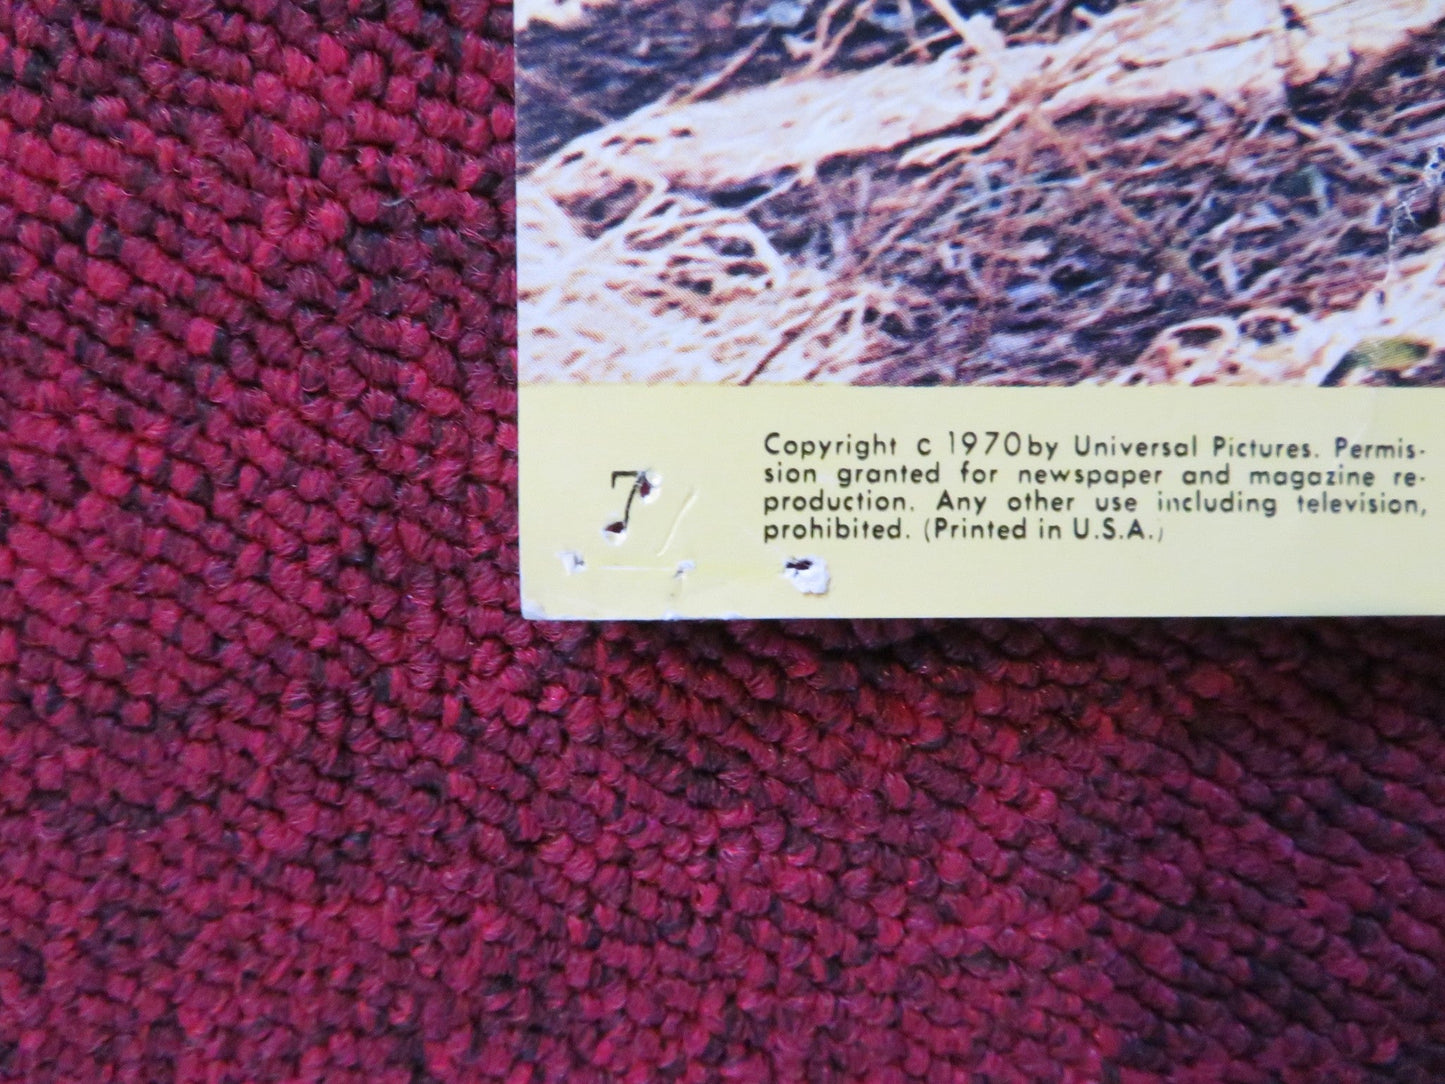 7
Copyright c 1970 by Universal Pictures. Permis-
sion granted for newspaper and magazine re-
production. Any other use including television,
prohibited. (Printed in U.S.A.)